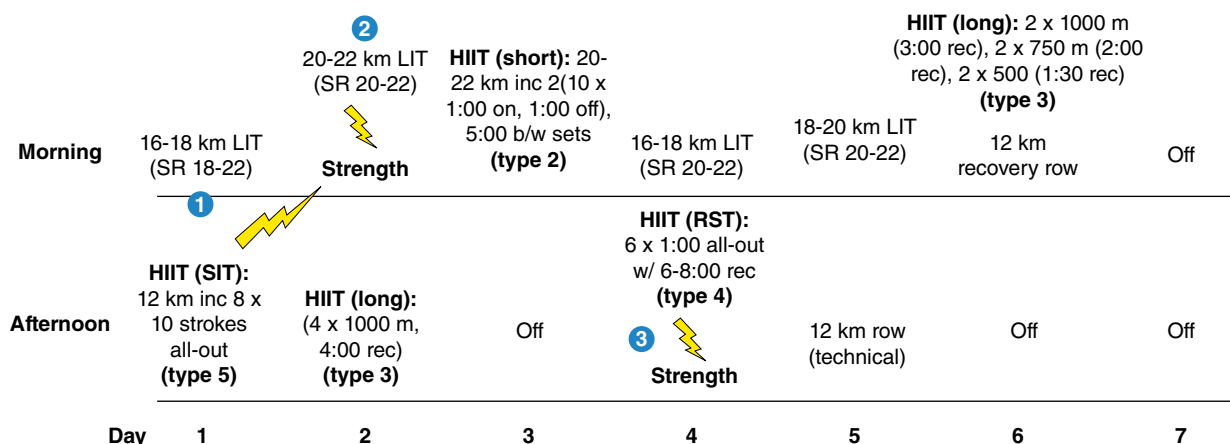 2
20-22 km LIT
(SR 20-22)
Strength
HIIT (short): 20-
22 km inc 2(10 x
1:00 on, 1:00 off),
5:00 b/w sets
(type 2)
HIIT (long): 2 x 1000 m
(3:00 rec), 2 x 750 m (2:00
rec), 2 x 500 (1:30 rec)
(type 3)
12 km
recovery row
Morning
16-18 km LIT
(SR 18-22)
16-18 km LIT
(SR 20-22)
18-20 km LIT
(SR 20-22)
Off
1
Afternoon
HIIT (SIT):
12 km inc 8 x
10 strokes
all-out
(type 5)
HIIT (long):
(4 x 1000 m,
4:00 rec)
(type 3)
Off
HIIT (RST):
6 x 1:00 all-out
w/ 6-8:00 rec
(type 4)
3
Strength
12 km row
(technical)
Off
Off
Day 1 2 3 4 5 6 7